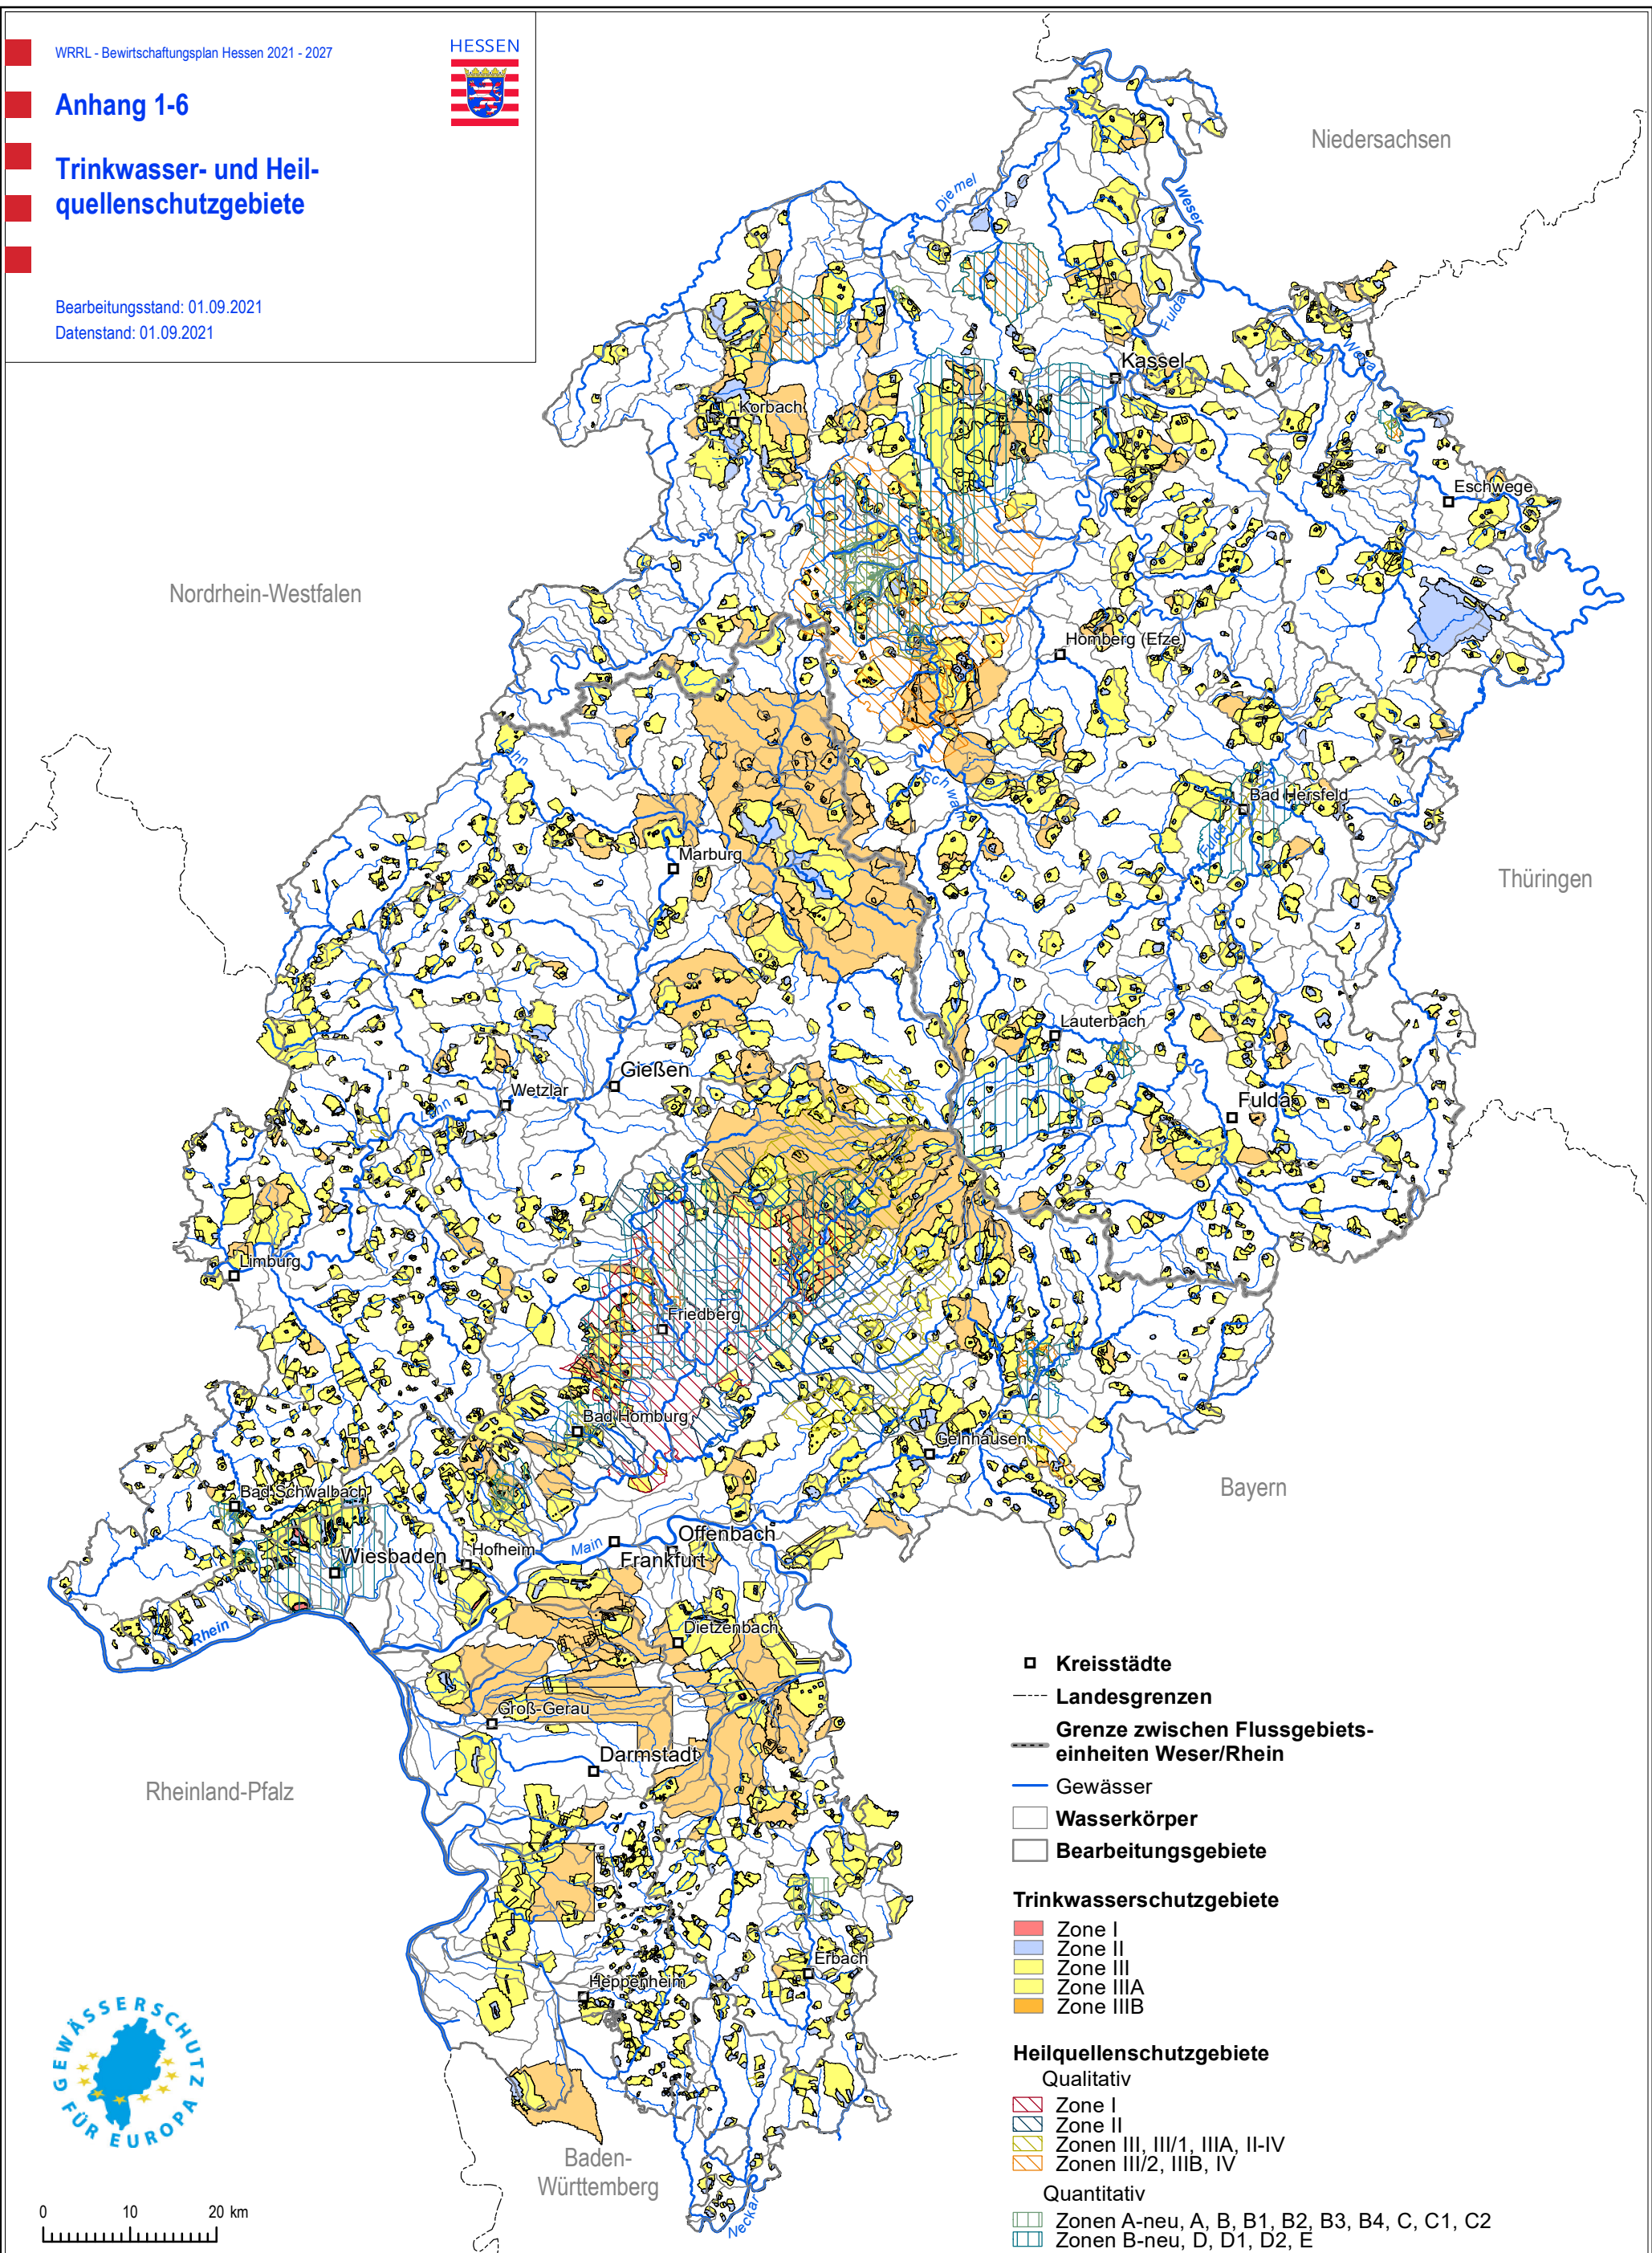 WRRL - Bewirtschaftungsplan Hessen 2021 - 2027
HESSEN
Anhang 1-6
Trinkwasser- und Heil-
quellenschutzgebiete
Bearbeitungsstand: 01.09.2021
Datenstand: 01.09.2021
Niedersachsen
Diemel
Weser
Fulda
Kassel
Werra
Korbach
Eschwege
Eder
Nordrhein-Westfalen
Homberg (Efze)
Lahn
Schwalm
Bad Hersfeld
Fulda
Marburg
Thüringen
Lauterbach
Gießen
Wetzlar
Lahn
Fulda
Limburg
Friedberg
Bad Homburg
Gelnhausen
Bayern
Bad Schwalbach
Offenbach
Main
Hofheim
Wiesbaden
Frankfurt
Rhein
Dietzenbach
Groß-Gerau
Darmstadt
Rheinland-Pfalz
Erbach
Heppenheim
Baden-
Württemberg
Neckar
Kreisstädte
Landesgrenzen
Grenze zwischen Flussgebiets-
einheiten Weser/Rhein
Gewässer
Wasserkörper
Bearbeitungsgebiete
Trinkwasserschutzgebiete
Zone I
Zone II
Zone III
Zone IIIA
Zone IIIB
Heilquellenschutzgebiete
Qualitativ
Zone I
Zone II
Zonen III, III/1, IIIA, II-IV
Zonen III/2, IIIB, IV
Quantitativ
Zonen A-neu, A, B, B1, B2, B3, B4, C, C1, C2
Zonen B-neu, D, D1, D2, E
GEWÄSSERSCHUTZ
FÜR EUROPA
0 10 20 km